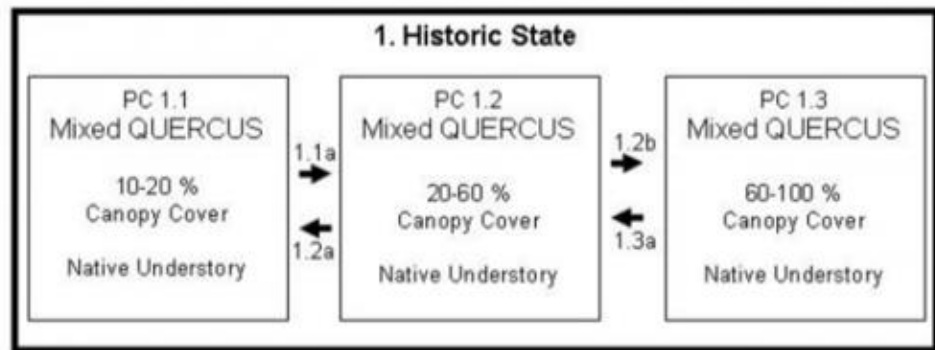 1. Historic State
PC 1.1
Mixed QUERCUS
10-20 %
Canopy Cover
Native Understory
1.1a
1.2a
PC 1.2
Mixed QUERCUS
20-60 %
Canopy Cover
Native Understory
1.2b
1.3a
PC 1.3
Mixed QUERCUS
60-100 %
Canopy Cover
Native Understory